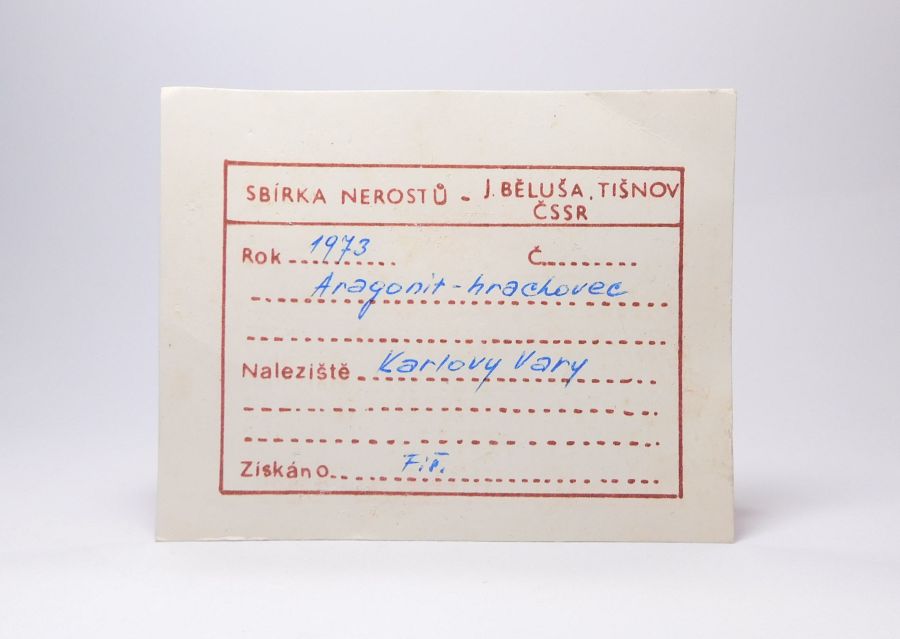 SBÍRKA NEROSTŮ - J. BĚLUŠA, TIŠNOV
ČSSR
Rok 1973 Č.
Aragonit - hrachovec
Naleziště Karlovy Vary
Získáno